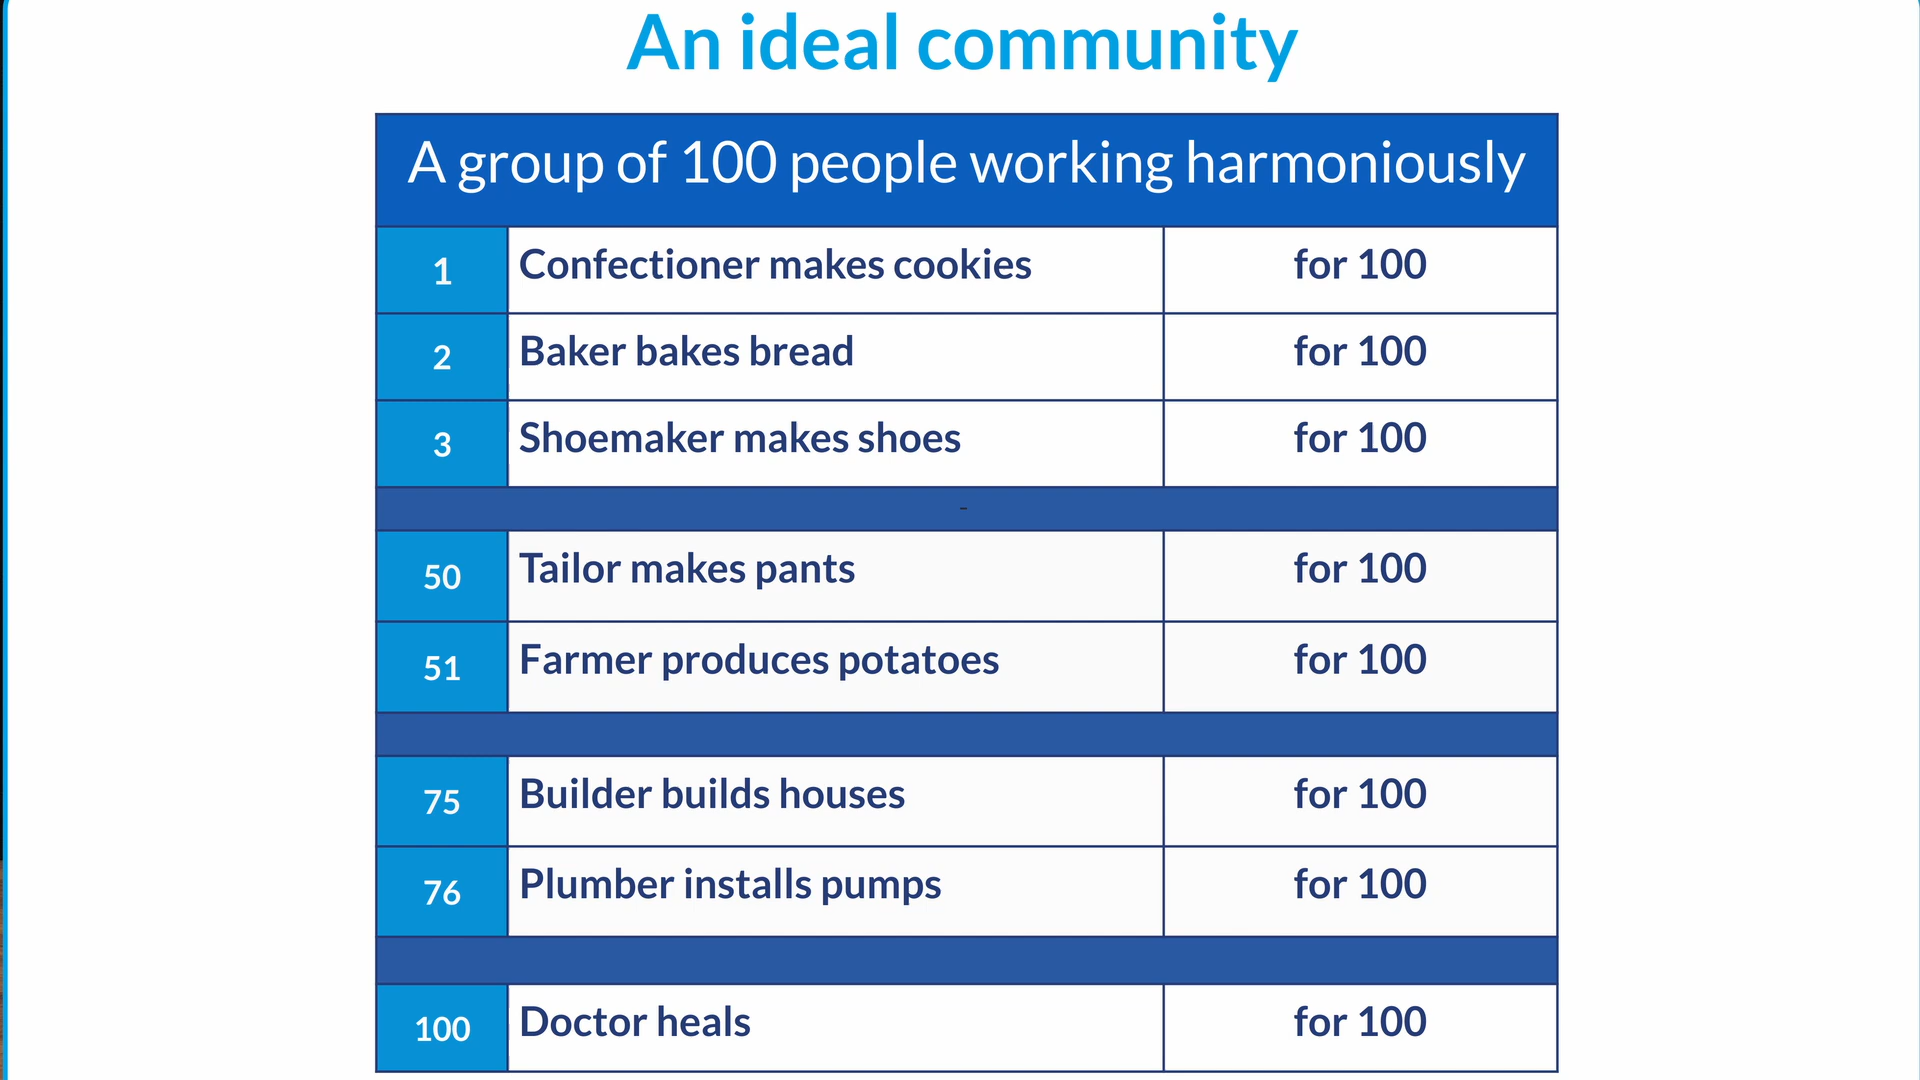 An ideal community
A group of 100 people working harmoniously
1 Confectioner makes cookies for 100
2 Baker bakes bread for 100
3 Shoemaker makes shoes for 100
-
50 Tailor makes pants for 100
51 Farmer produces potatoes for 100
75 Builder builds houses for 100
76 Plumber installs pumps for 100
100 Doctor heals for 100